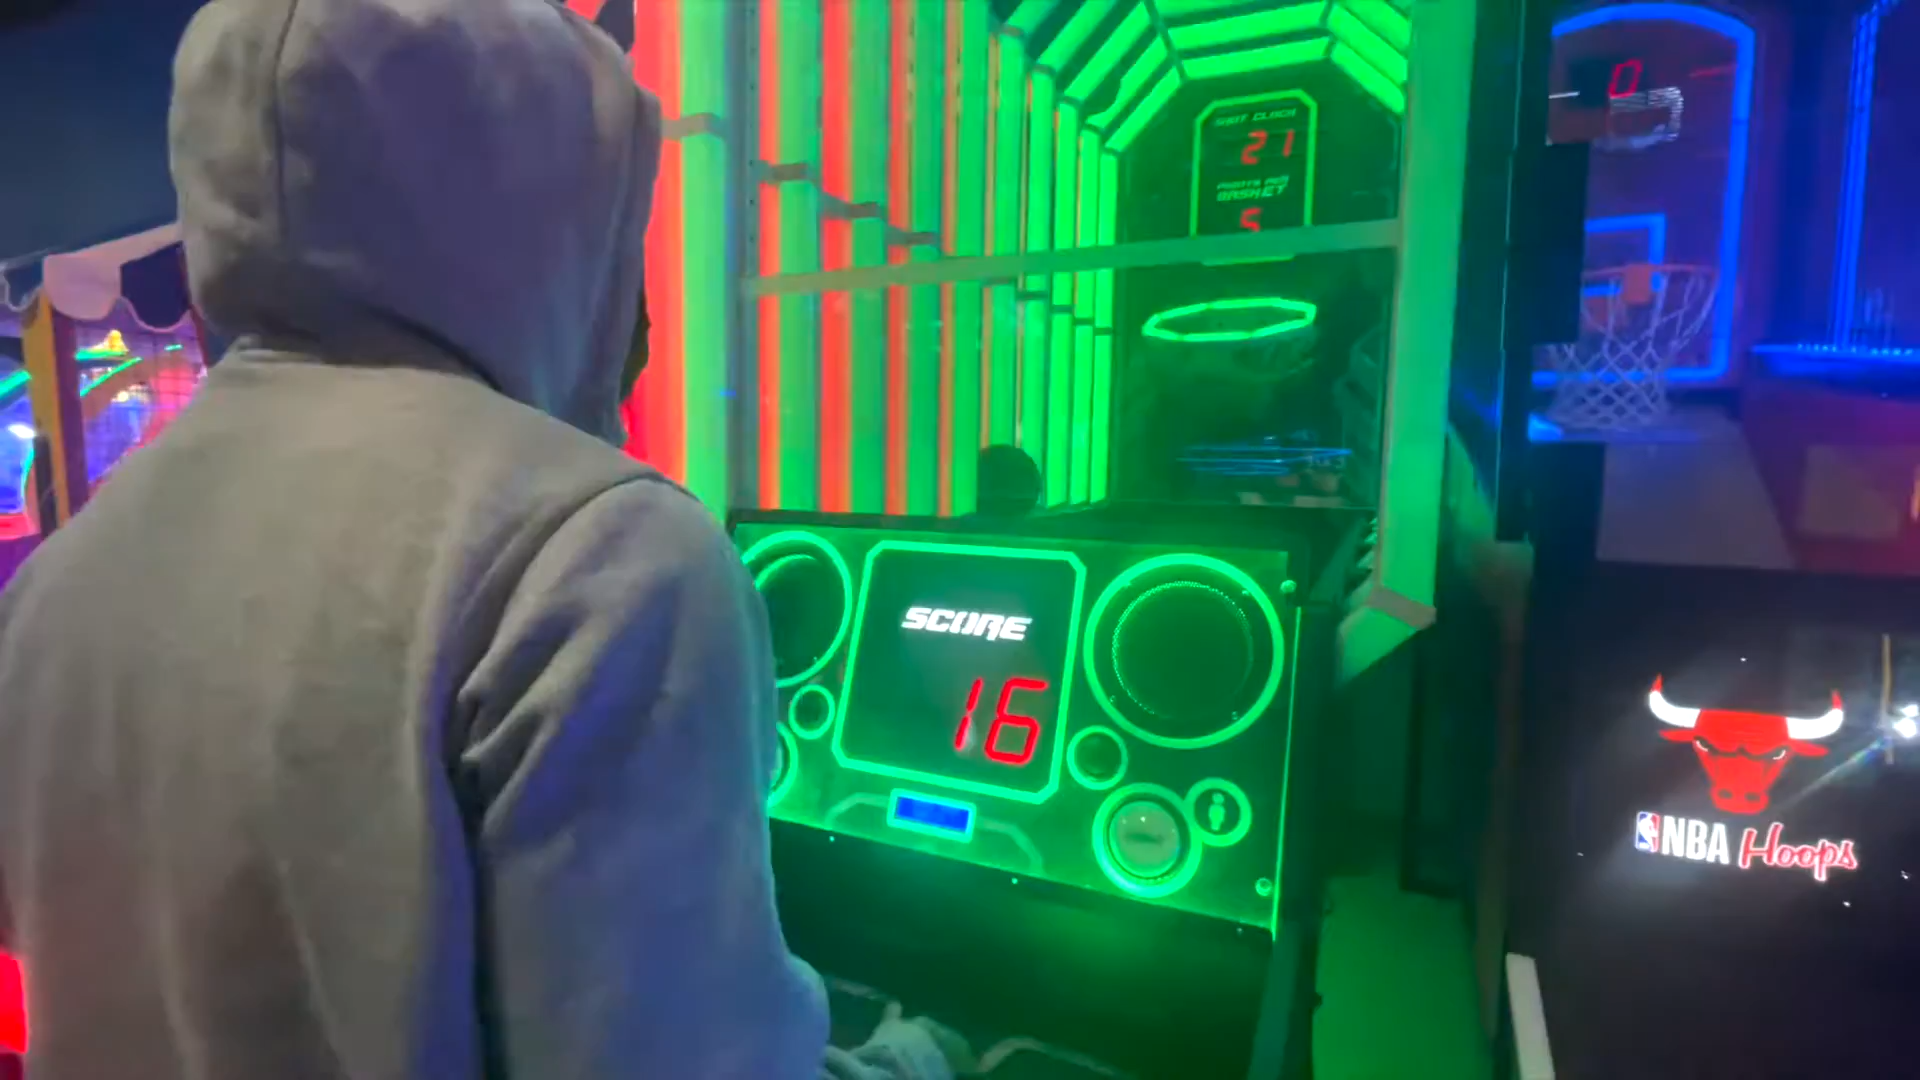 0
SHOT CLOCK
21
POINTS PER
BASKET
5
SCORE
16
NBA Hoops